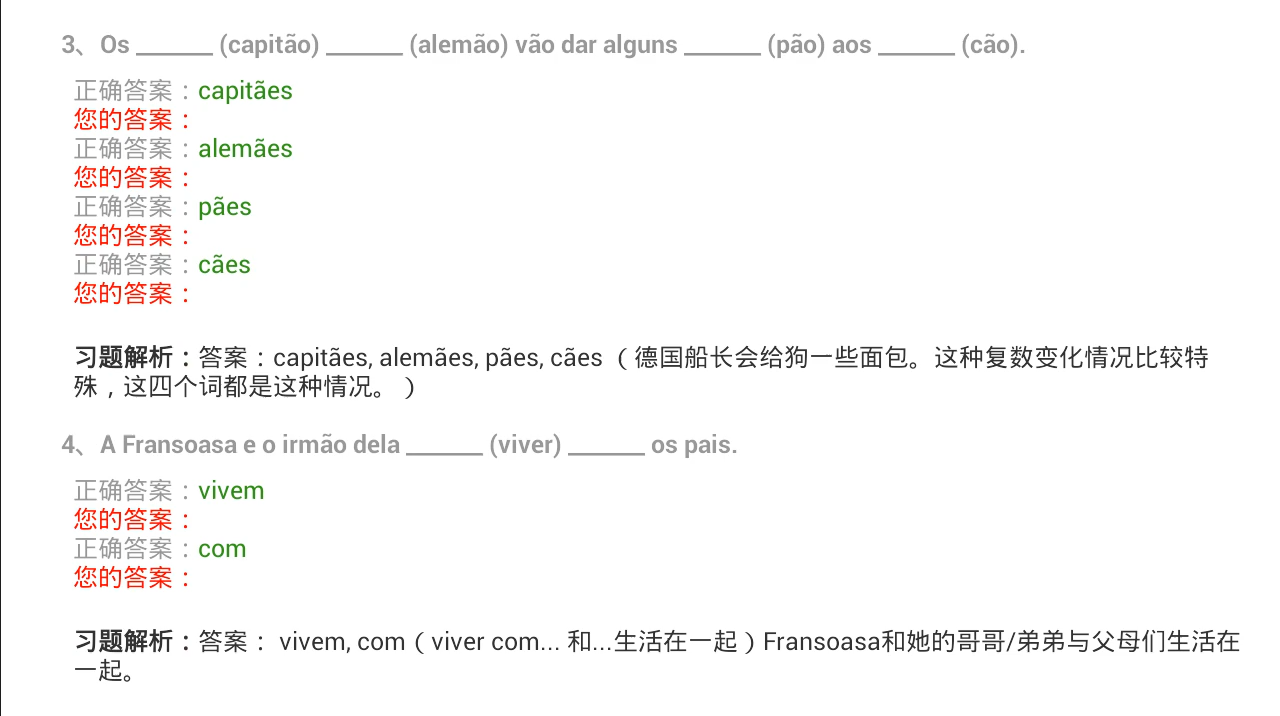 3、Os ______ (capitão) ______ (alemão) vão dar alguns ______ (pão) aos ______ (cão).
正确答案：capitães
您的答案：
正确答案：alemães
您的答案：
正确答案：pães
您的答案：
正确答案：cães
您的答案：
习题解析：答案：capitães, alemães, pães, cães （德国船长会给狗一些面包。这种复数变化情况比较特
殊，这四个词都是这种情况。）
4、A Fransoasa e o irmão dela ______ (viver) ______ os pais.
正确答案：vivem
您的答案：
正确答案：com
您的答案：
习题解析：答案： vivem, com（viver com... 和...生活在一起）Fransoasa和她的哥哥/弟弟与父母们生活在
一起。